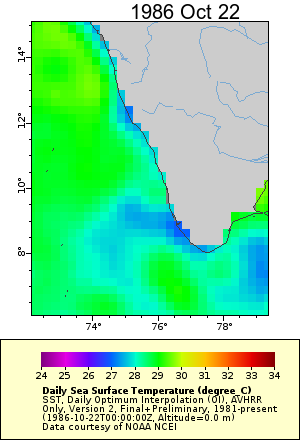 1986 Oct 22
14°
12°
10°
8°
74°
76°
78°
24 25 26 27 28 29 30 31 32 33 34
Daily Sea Surface Temperature (degree_C)
SST, Daily Optimum Interpolation (OI), AVHRR
Only, Version 2, Final+Preliminary, 1981-present
(1986-10-22T00:00:00Z, Altitude=0.0 m)
Data courtesy of NOAA NCEI